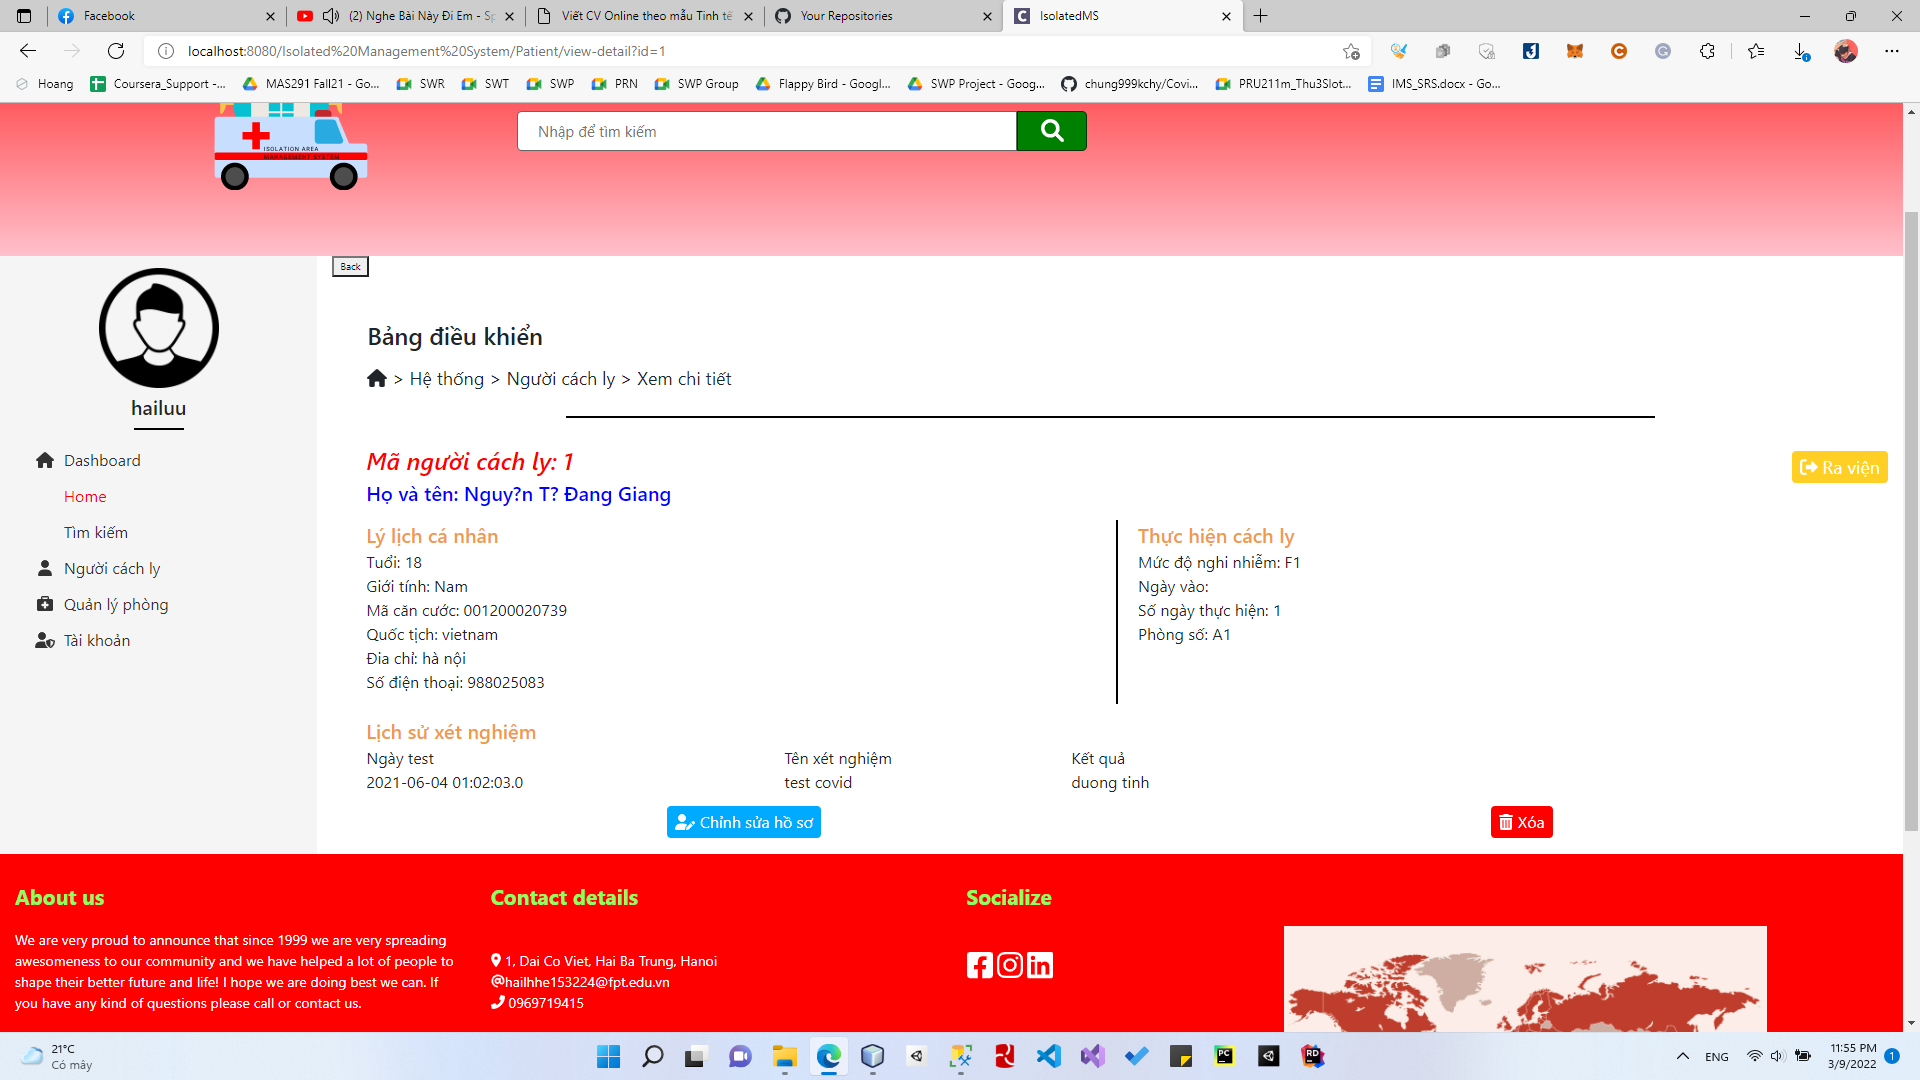 Facebook
(2) Nghe Bài Này Đi Em - Sp
Viết CV Online theo mẫu Tinh tế
Your Repositories
IsolatedMS
localhost:8080/Isolated%20Management%20System/Patient/view-detail?id=1
Hoang
Coursera_Support -...
MAS291 Fall21 - Go...
SWR
SWT
SWP
PRN
SWP Group
Flappy Bird - Googl...
SWP Project - Goog...
chung999kchy/Covi...
PRU211m_Thu3Slot...
IMS_SRS.docx - Go...
ISOLATION AREA
MANAGEMENT SYSTEM
Nhập để tìm kiếm
Back
hailuu
Dashboard
Home
Tìm kiếm
Người cách ly
Quản lý phòng
Tài khoản
Bảng điều khiển
> Hệ thống > Người cách ly > Xem chi tiết
Mã người cách ly: 1
Ra viện
Họ và tên: Nguy?n T? Đang Giang
Lý lịch cá nhân
Tuổi: 18
Giới tính: Nam
Mã căn cước: 001200020739
Quốc tịch: vietnam
Đia chỉ: hà nội
Số điện thoại: 988025083
Thực hiện cách ly
Mức độ nghi nhiễm: F1
Ngày vào:
Số ngày thực hiện: 1
Phòng số: A1
Lịch sử xét nghiệm
Ngày test
Tên xét nghiệm
Kết quả
2021-06-04 01:02:03.0
test covid
duong tinh
Chỉnh sửa hồ sơ
Xóa
About us
We are very proud to announce that since 1999 we are very spreading
awesomeness to our community and we have helped a lot of people to
shape their better future and life! I hope we are doing best we can. If
you have any kind of questions please call or contact us.
Contact details
1, Dai Co Viet, Hai Ba Trung, Hanoi
@hailhhe153224@fpt.edu.vn
0969719415
Socialize
21°C
Có mây
ENG
11:55 PM
3/9/2022
1